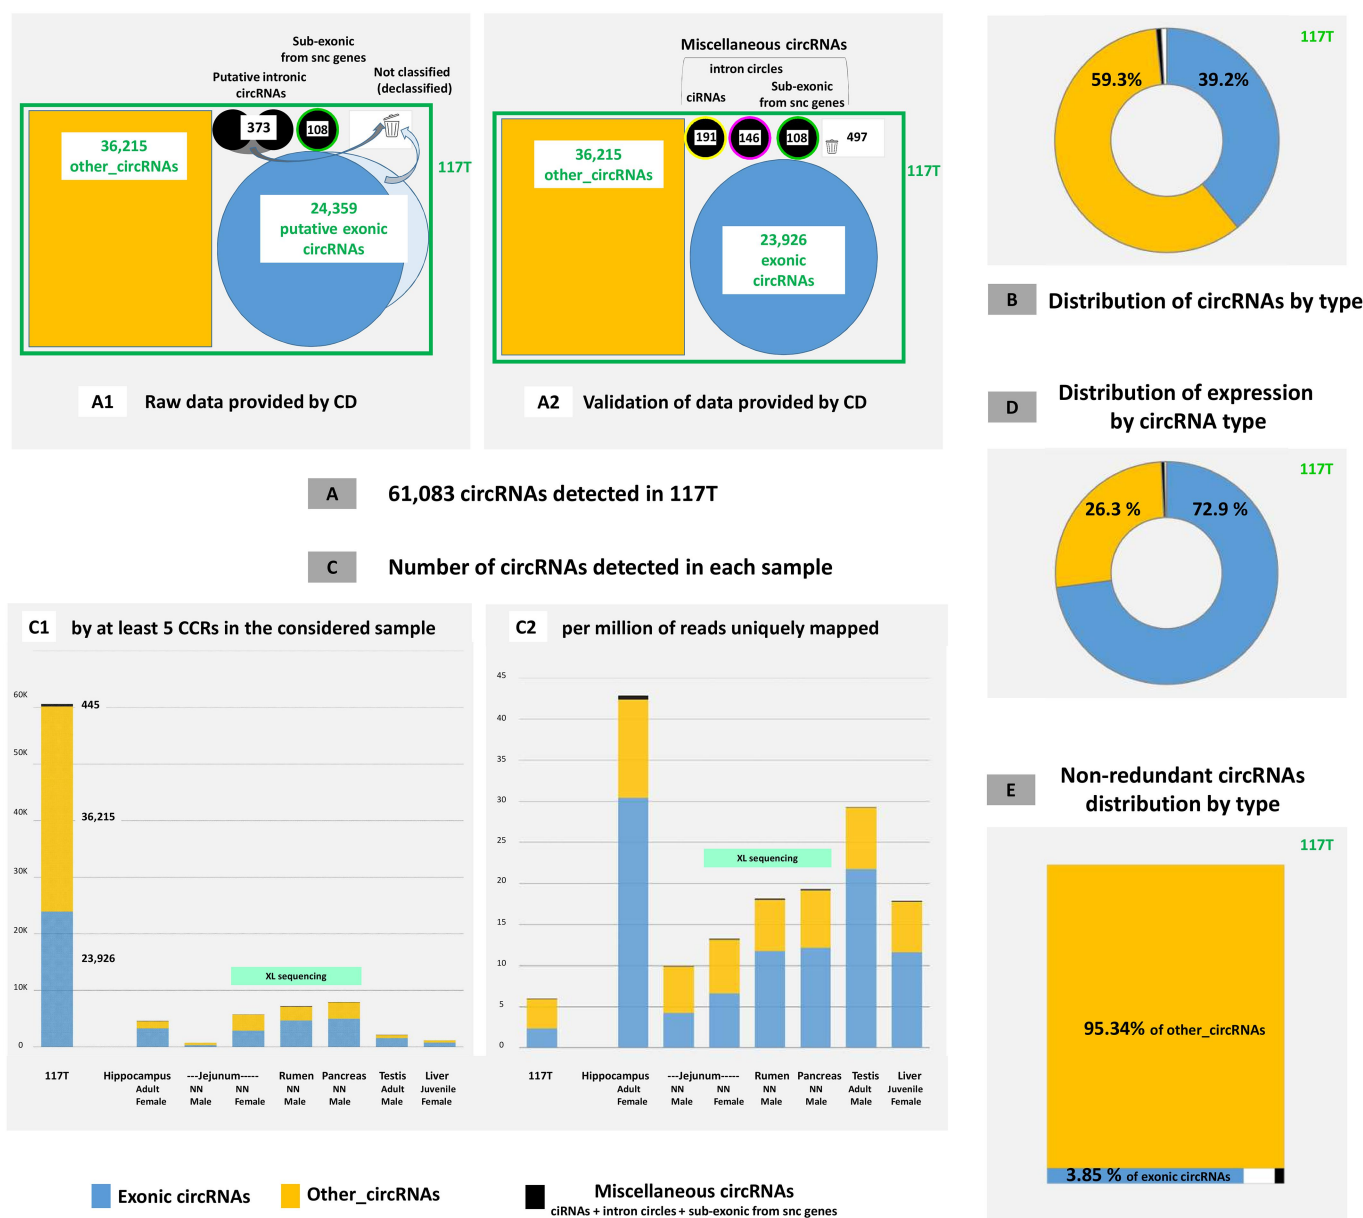 Sub-exonic
from snc genes
Putative intronic
circRNAs
Not classified
(declassified)
36,215
other_circRNAs
373
108
24,359
putative exonic
circRNAs
117T
A1 Raw data provided by CD
Miscellaneous circRNAs
intron circles
ciRNAs
Sub-exonic
from snc genes
36,215
other_circRNAs
191
146
108
497
23,926
exonic
circRNAs
117T
A2 Validation of data provided by CD
A 61,083 circRNAs detected in 117T
117T
59.3%
39.2%
B Distribution of circRNAs by type
D Distribution of expression
by circRNA type
117T
26.3 %
72.9 %
C Number of circRNAs detected in each sample
C1 by at least 5 CCRs in the considered sample
60K
50K
40K
30K
20K
10K
0
445
36,215
23,926
XL sequencing
117T Hippocampus ---Jejunum----- Rumen Pancreas Testis Liver
Adult NN NN NN NN Adult Juvenile
Female Male Female Male Male Male Female
C2 per million of reads uniquely mapped
45
40
35
30
25
20
15
10
5
0
XL sequencing
117T Hippocampus ---Jejunum----- Rumen Pancreas Testis Liver
Adult NN NN NN NN Adult Juvenile
Female Male Female Male Male Male Female
E Non-redundant circRNAs
distribution by type
117T
95.34% of other_circRNAs
3.85 % of exonic circRNAs
Exonic circRNAs
Other_circRNAs
Miscellaneous circRNAs
ciRNAs + intron circles + sub-exonic from snc genes